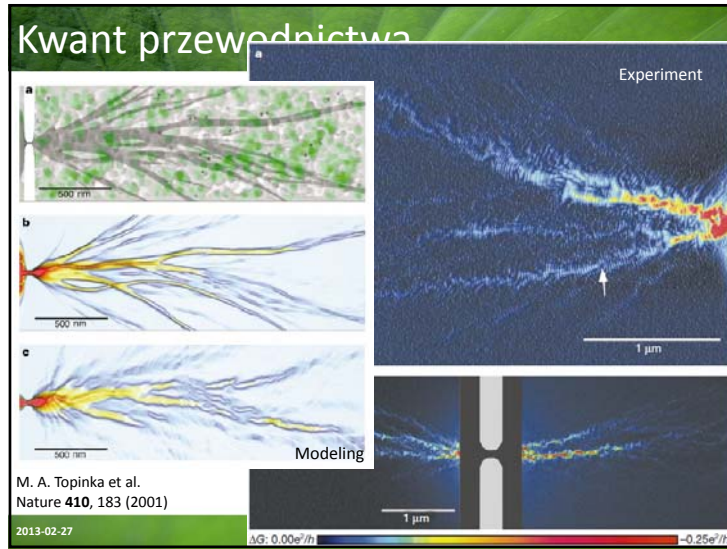 Kwant przewodnictwa
a
Experiment
a
500 nm
b
500 nm
1 µm
c
500 nm
Modeling
M. A. Topinka et al.
Nature 410, 183 (2001)
1 µm
2013-02-27
ΔG: 0.00e²/h
−0.25e²/h